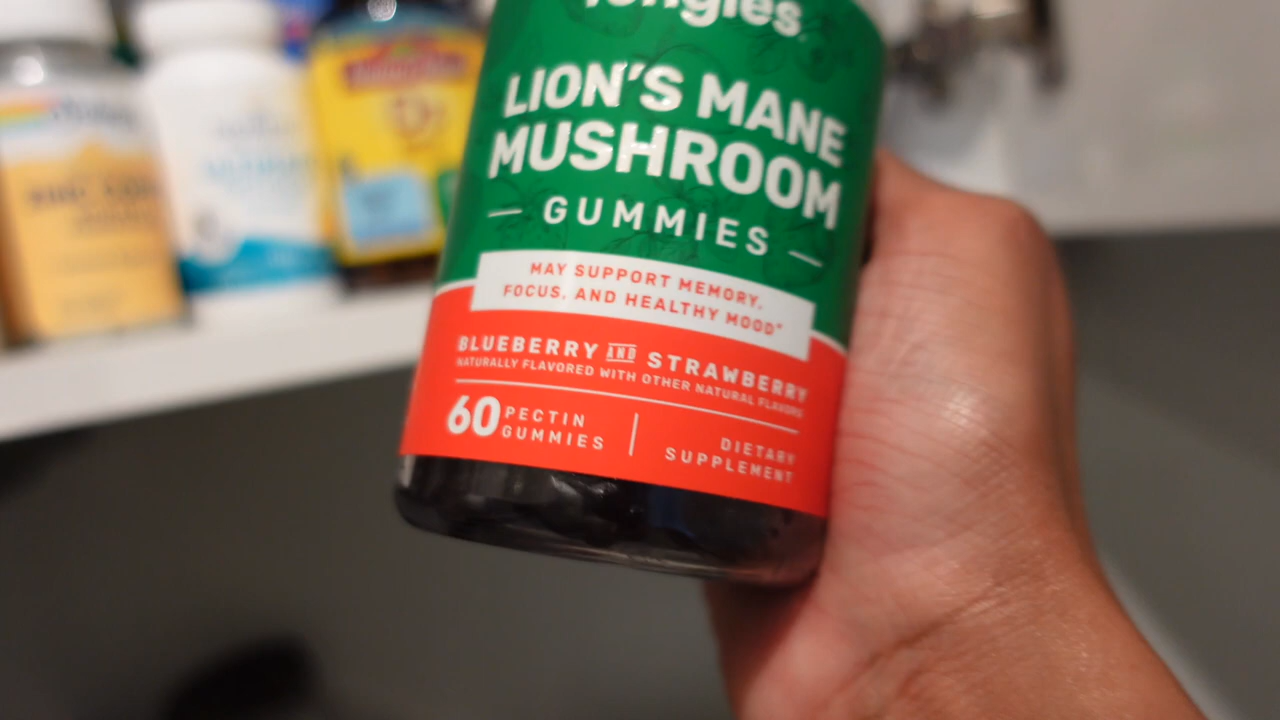 LION'S MANE
MUSHROOM
— GUMMIES —
MAY SUPPORT MEMORY,
FOCUS, AND HEALTHY MOOD*
BLUEBERRY AND STRAWBERRY
NATURALLY FLAVORED WITH OTHER NATURAL FLAVORS
60 PECTIN
GUMMIES
DIETARY
SUPPLEMENT